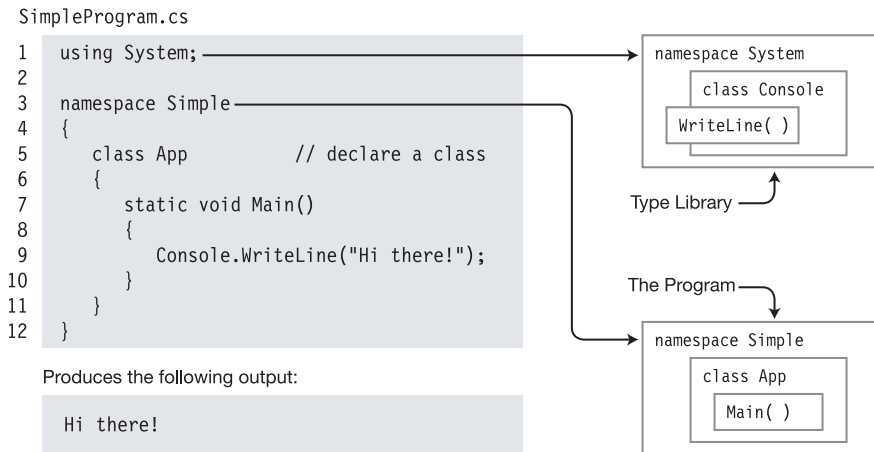 SimpleProgram.cs
1 using System;
2
3 namespace Simple
4 {
5 class App // declare a class
6 {
7 static void Main()
8 {
9 Console.WriteLine("Hi there!");
10 }
11 }
12 }
Produces the following output:
Hi there!
namespace System
class Console
WriteLine( )
Type Library
The Program
namespace Simple
class App
Main( )